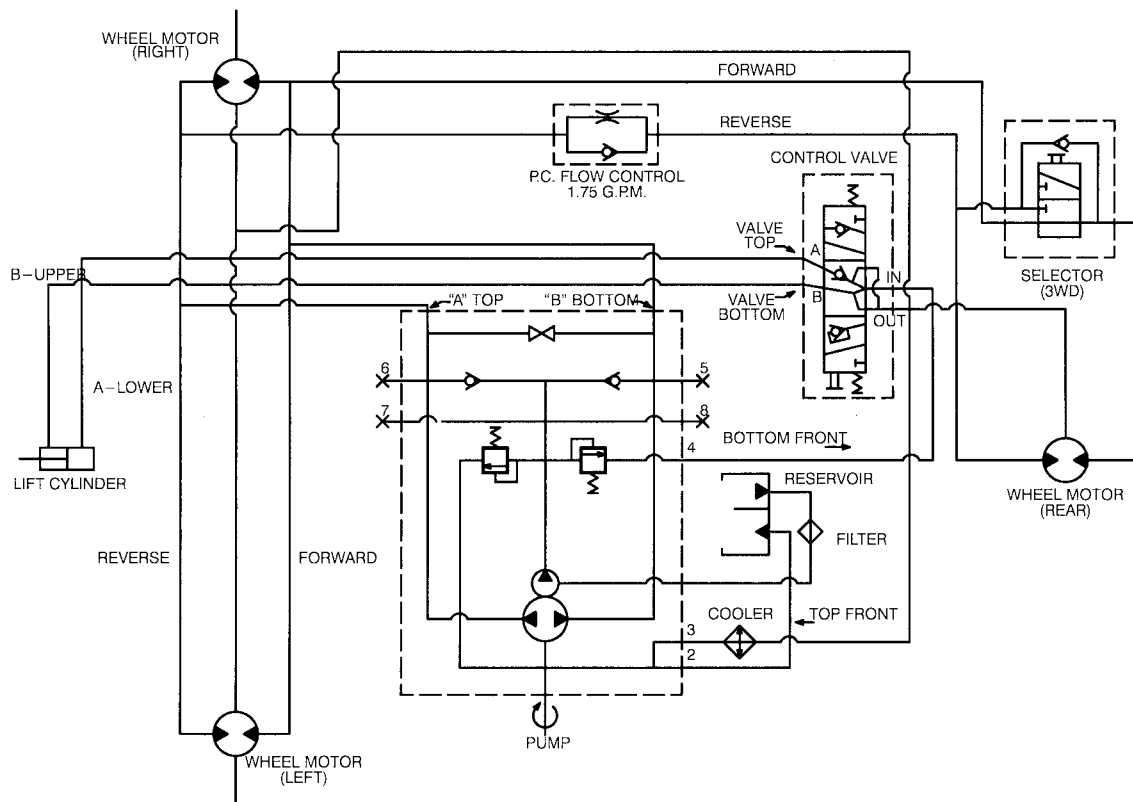 WHEEL MOTOR
(RIGHT)
FORWARD
REVERSE
P.C. FLOW CONTROL
1.75 G.P.M.
CONTROL VALVE
VALVE
TOP
A
B
IN
OUT
VALVE
BOTTOM
SELECTOR
(3WD)
B–UPPER
"A" TOP
"B" BOTTOM
A–LOWER
6
5
7
8
4
BOTTOM FRONT
LIFT CYLINDER
RESERVOIR
WHEEL MOTOR
(REAR)
FILTER
REVERSE
FORWARD
COOLER
TOP FRONT
3
2
PUMP
WHEEL MOTOR
(LEFT)